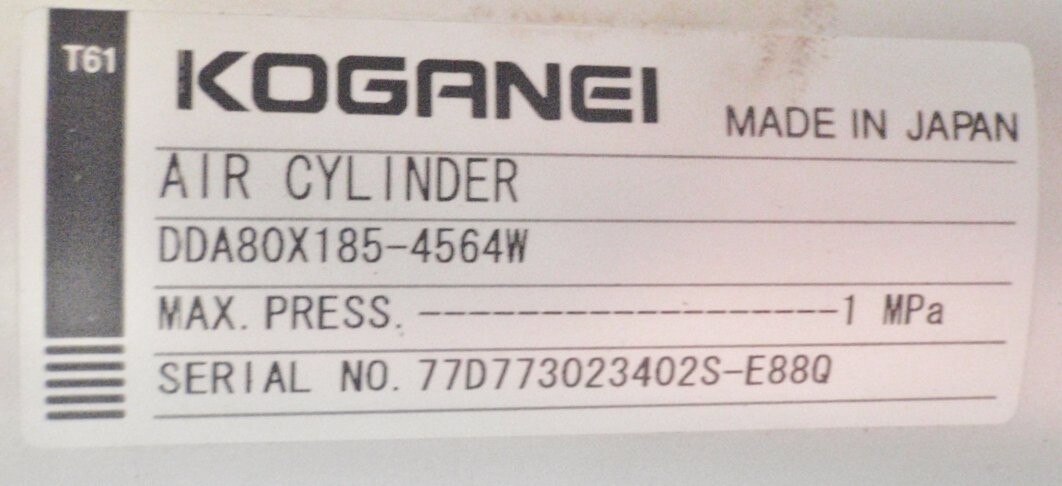 T61
KOGANEI
MADE IN JAPAN
AIR CYLINDER
DDA80X185-4564W
MAX. PRESS. -----------------1 MPa
SERIAL NO. 77D773023402S-E88Q